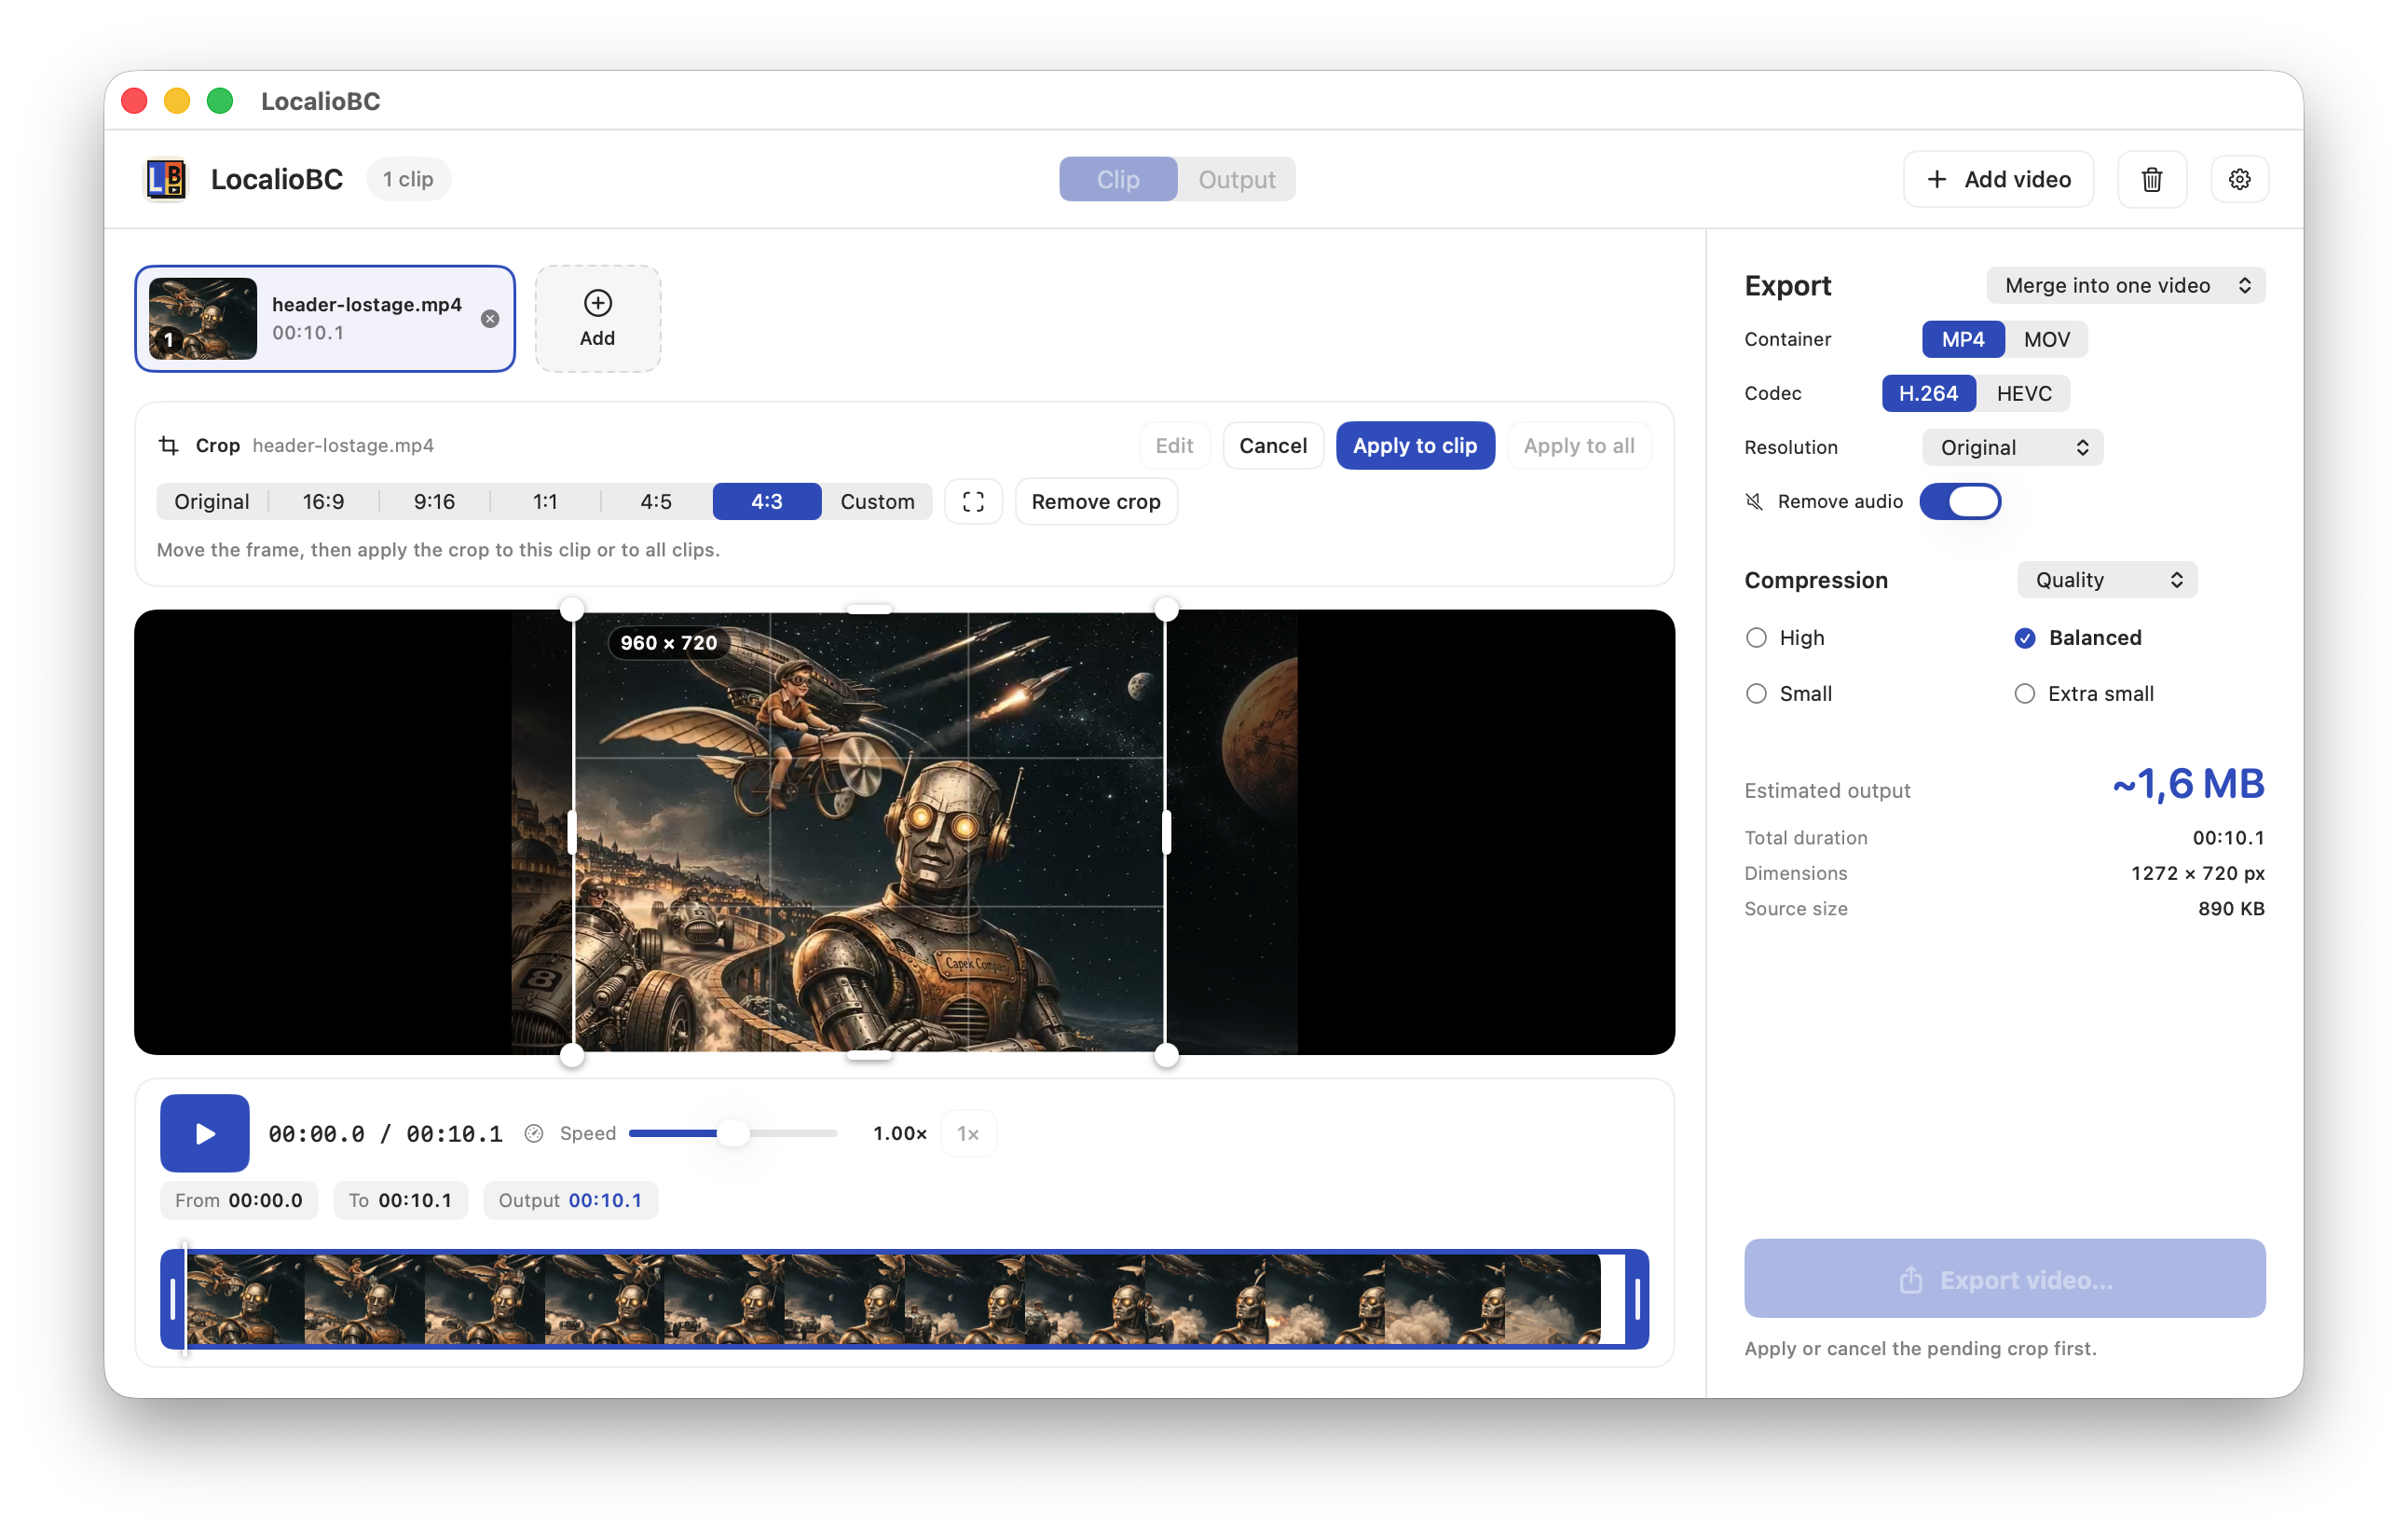 LocalioBC
LocalioBC
1 clip
Clip
Output
Add video
header-lostage.mp4
00:10.1
1
Add
Crop header-lostage.mp4
Edit
Cancel
Apply to clip
Apply to all
Original
16:9
9:16
1:1
4:5
4:3
Custom
Remove crop
Move the frame, then apply the crop to this clip or to all clips.
960 × 720
8
Capek Company
00:00.0 / 00:10.1
Speed
1.00×
1×
From 00:00.0
To 00:10.1
Output 00:10.1
Export
Merge into one video
Container
MP4
MOV
Codec
H.264
HEVC
Resolution
Original
Remove audio
Compression
Quality
High
Balanced
Small
Extra small
Estimated output
~1,6 MB
Total duration
00:10.1
Dimensions
1272 × 720 px
Source size
890 KB
Export video...
Apply or cancel the pending crop first.